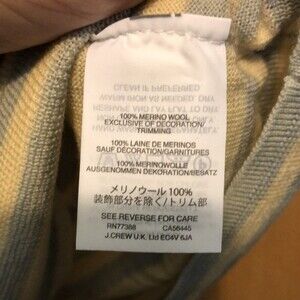 100% MERINO WOOL
EXCLUSIVE OF DECORATION/
TRIMMING
100% LAINE DE MERINOS
SAUF DÉCORATION/GARNITURES
100% MERINOWOLLE
AUSGENOMMEN DEKORATION/BESATZ
メリノウール 100%
装飾部分を除く/トリム部
SEE REVERSE FOR CARE
RN77388 CA56445
J.CREW U.K. Ltd EC4V 6JA